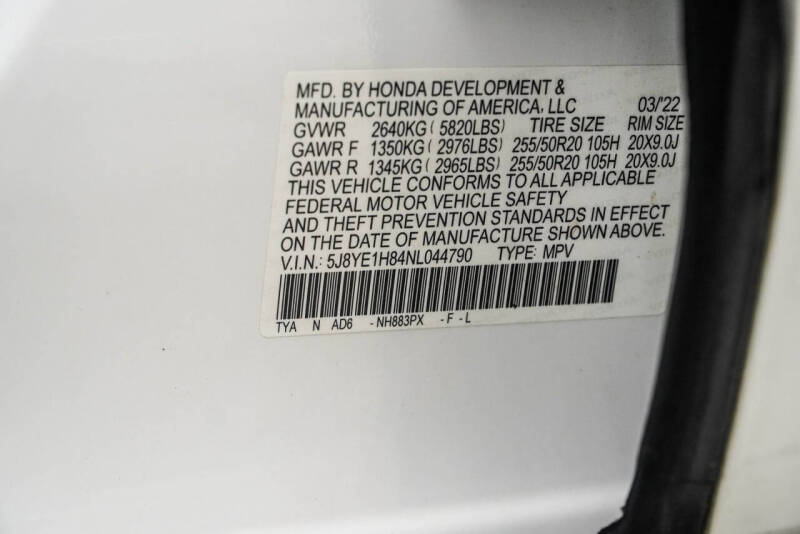 MFD. BY HONDA DEVELOPMENT &
MANUFACTURING OF AMERICA, LLC 03/'22
GVWR 2640KG ( 5820LBS) TIRE SIZE RIM SIZE
GAWR F 1350KG ( 2976LBS) 255/50R20 105H 20X9.0J
GAWR R 1345KG ( 2965LBS) 255/50R20 105H 20X9.0J
THIS VEHICLE CONFORMS TO ALL APPLICABLE
FEDERAL MOTOR VEHICLE SAFETY
AND THEFT PREVENTION STANDARDS IN EFFECT
ON THE DATE OF MANUFACTURE SHOWN ABOVE.
V.I.N.: 5J8YE1H84NL044790 TYPE: MPV
TYA N AD6 - NH883PX - F - L